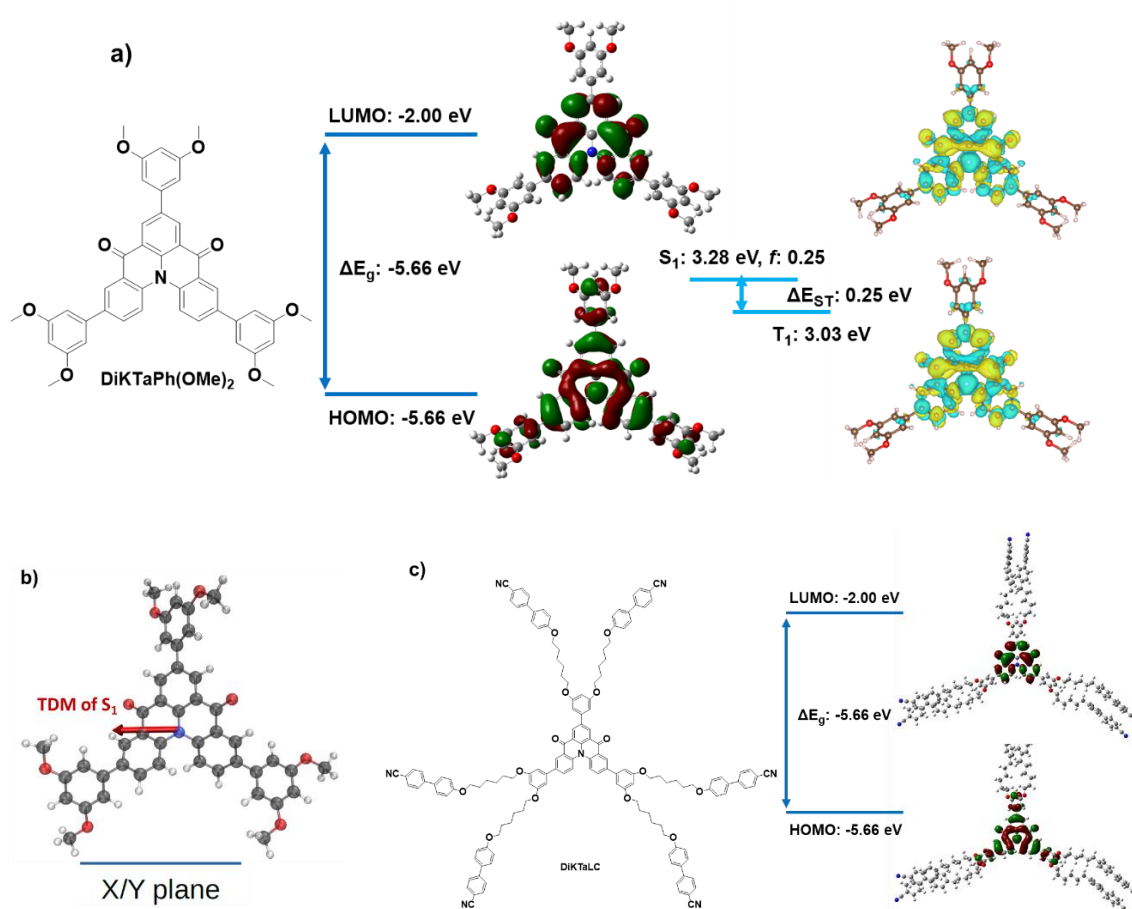 a)
O
O
O
O
O
O
N
O
O
DiKTaPh(OMe)₂
LUMO: -2.00 eV
ΔEg: -5.66 eV
HOMO: -5.66 eV
S₁: 3.28 eV, f: 0.25
ΔE_ST: 0.25 eV
T₁: 3.03 eV
b)
TDM of S₁
X/Y plane
c)
NC
CN
O
O
O
O
O
O
N
NC
O
O
O
O
CN
O
O
O
O
NC
CN
DiKTaLC
LUMO: -2.00 eV
ΔEg: -5.66 eV
HOMO: -5.66 eV